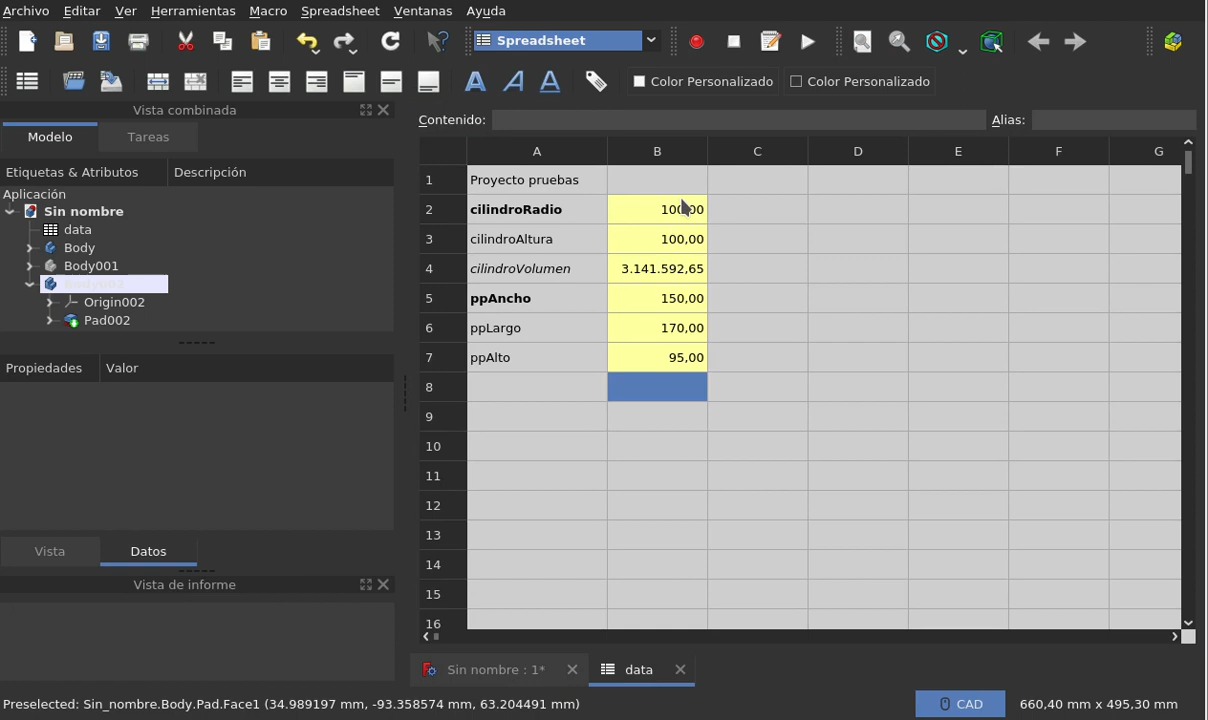 Archivo Editar Ver Herramientas Macro Spreadsheet Ventanas Ayuda
Spreadsheet
Color Personalizado Color Personalizado
Vista combinada
Contenido: Alias:
Modelo Tareas
A B C D E F G
Etiquetas & Atributos Descripción
1 Proyecto pruebas
Aplicación
Sin nombre
2 cilindroRadio
data
3 cilindroAltura 100,00
Body
Body001
4 cilindroVolumen 3.141.592,65
5 ppAncho 150,00
Origin002
Pad002
6 ppLargo 170,00
7 ppAlto 95,00
Propiedades Valor
8
9
10
11
12
13
14
15
16
Vista Datos
Vista de informe
Sin nombre : 1* data
Preselected: Sin_nombre.Body.Pad.Face1 (34.989197 mm, -93.358574 mm, 63.204491 mm) CAD 660,40 mm x 495,30 mm